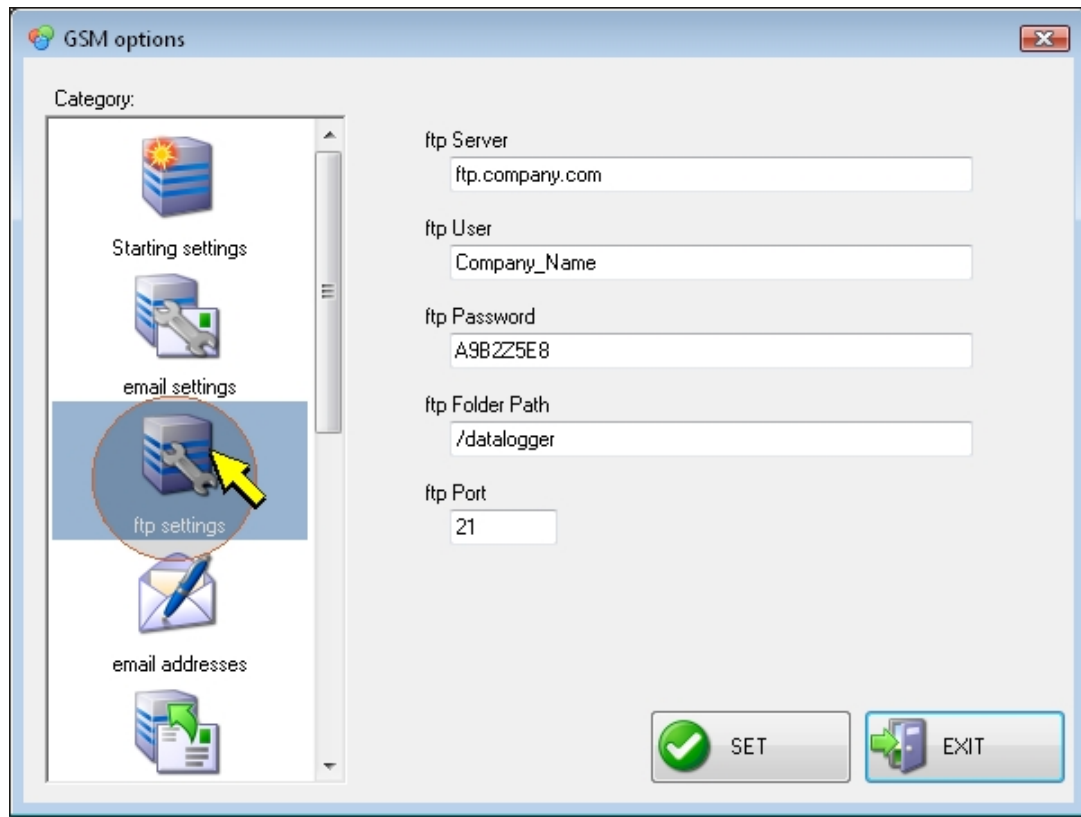 GSM options
Category:
Starting settings
email settings
ftp settings
email addresses
ftp Server
ftp.company.com
ftp User
Company_Name
ftp Password
A9B2Z5E8
ftp Folder Path
/datalogger
ftp Port
21
SET
EXIT